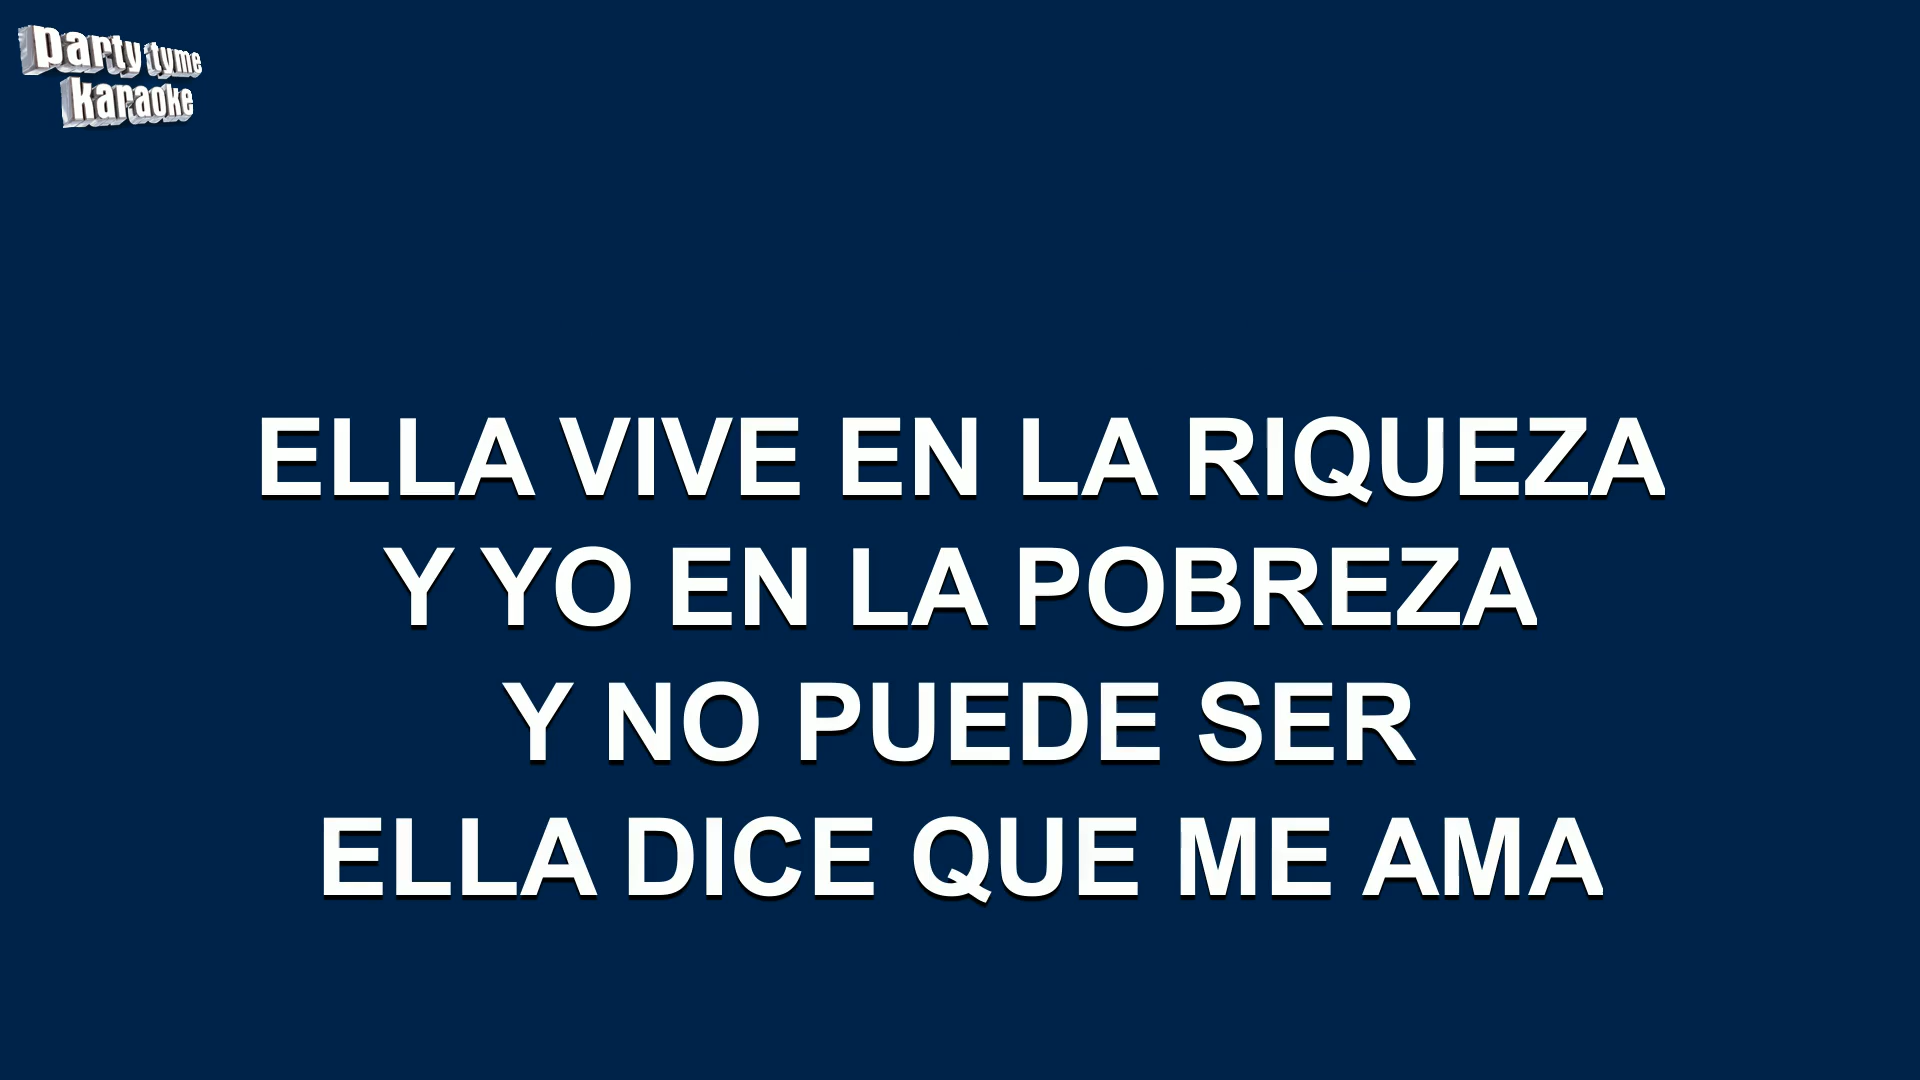 party tyme
karaoke
ELLA VIVE EN LA RIQUEZA
Y YO EN LA POBREZA
Y NO PUEDE SER
ELLA DICE QUE ME AMA